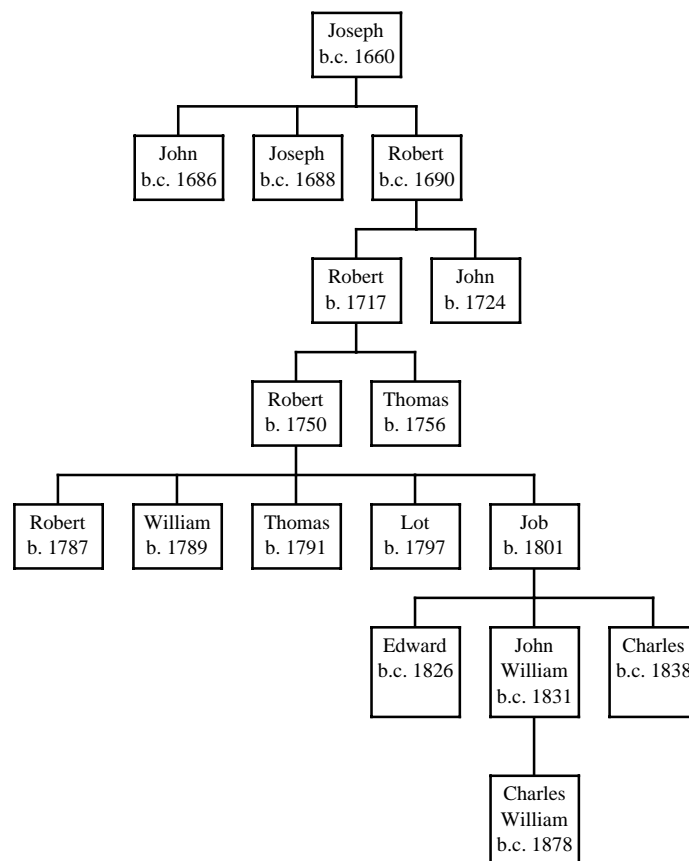 Joseph
b.c. 1660
John
b.c. 1686
Joseph
b.c. 1688
Robert
b.c. 1690
Robert
b. 1717
John
b. 1724
Robert
b. 1750
Thomas
b. 1756
Robert
b. 1787
William
b. 1789
Thomas
b. 1791
Lot
b. 1797
Job
b. 1801
Edward
b.c. 1826
John
William
b.c. 1831
Charles
b.c. 1838
Charles
William
b.c. 1878